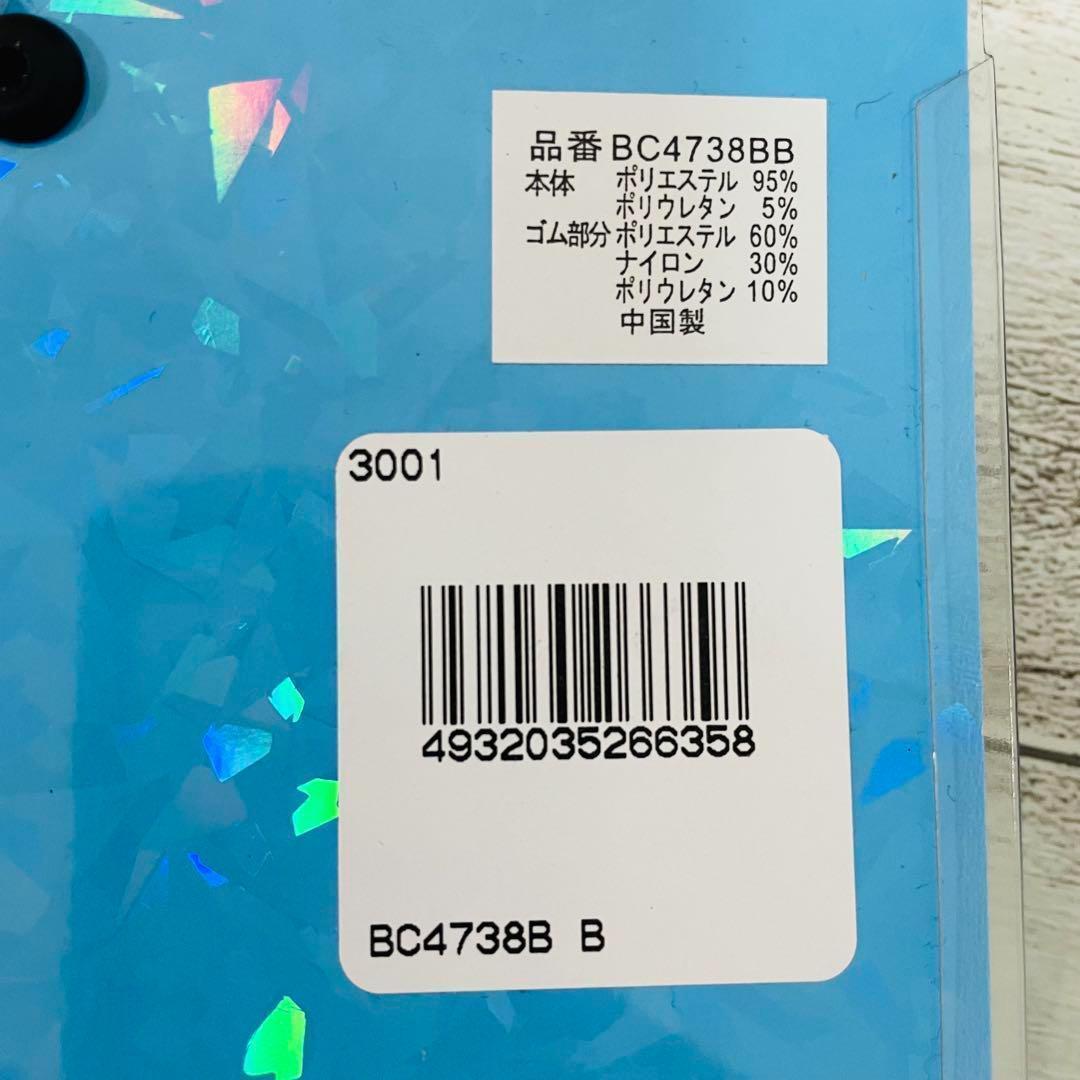 品番 BC4738BB
本体 ポリエステル 95%
ポリウレタン 5%
ゴム部分 ポリエステル 60%
ナイロン 30%
ポリウレタン 10%
中国製
3001
4932035266358
BC4738B B